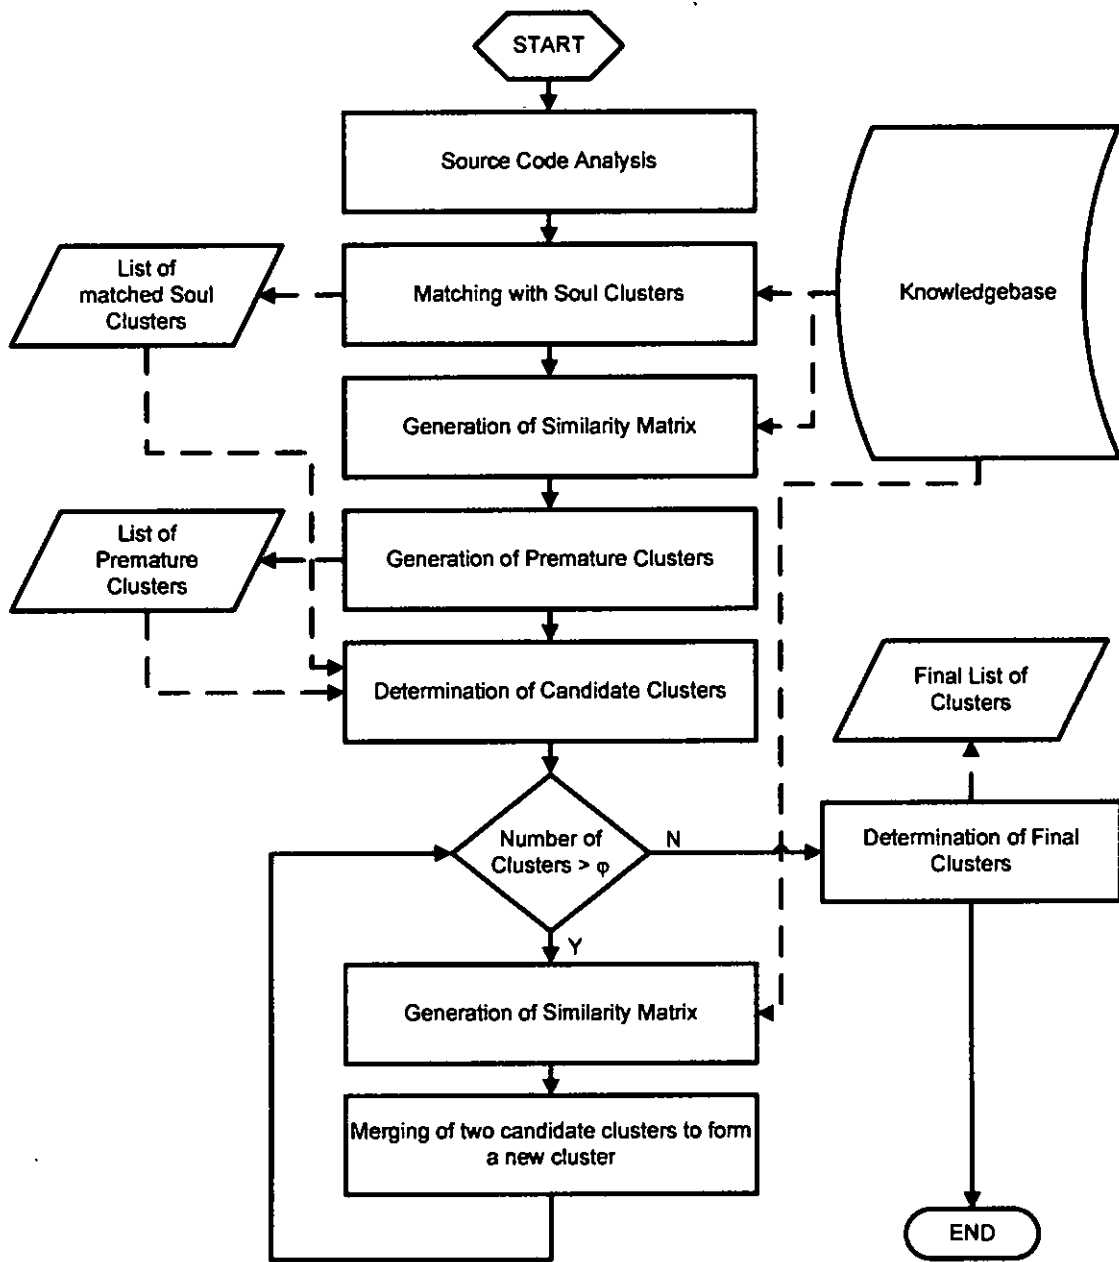 START
Source Code Analysis
List of
matched Soul
Clusters
Matching with Soul Clusters
Knowledgebase
Generation of Similarity Matrix
List of
Premature
Clusters
Generation of Premature Clusters
Determination of Candidate Clusters
Final List of
Clusters
Number of
Clusters > φ
N
Determination of Final
Clusters
Y
Generation of Similarity Matrix
Merging of two candidate clusters to form
a new cluster
END